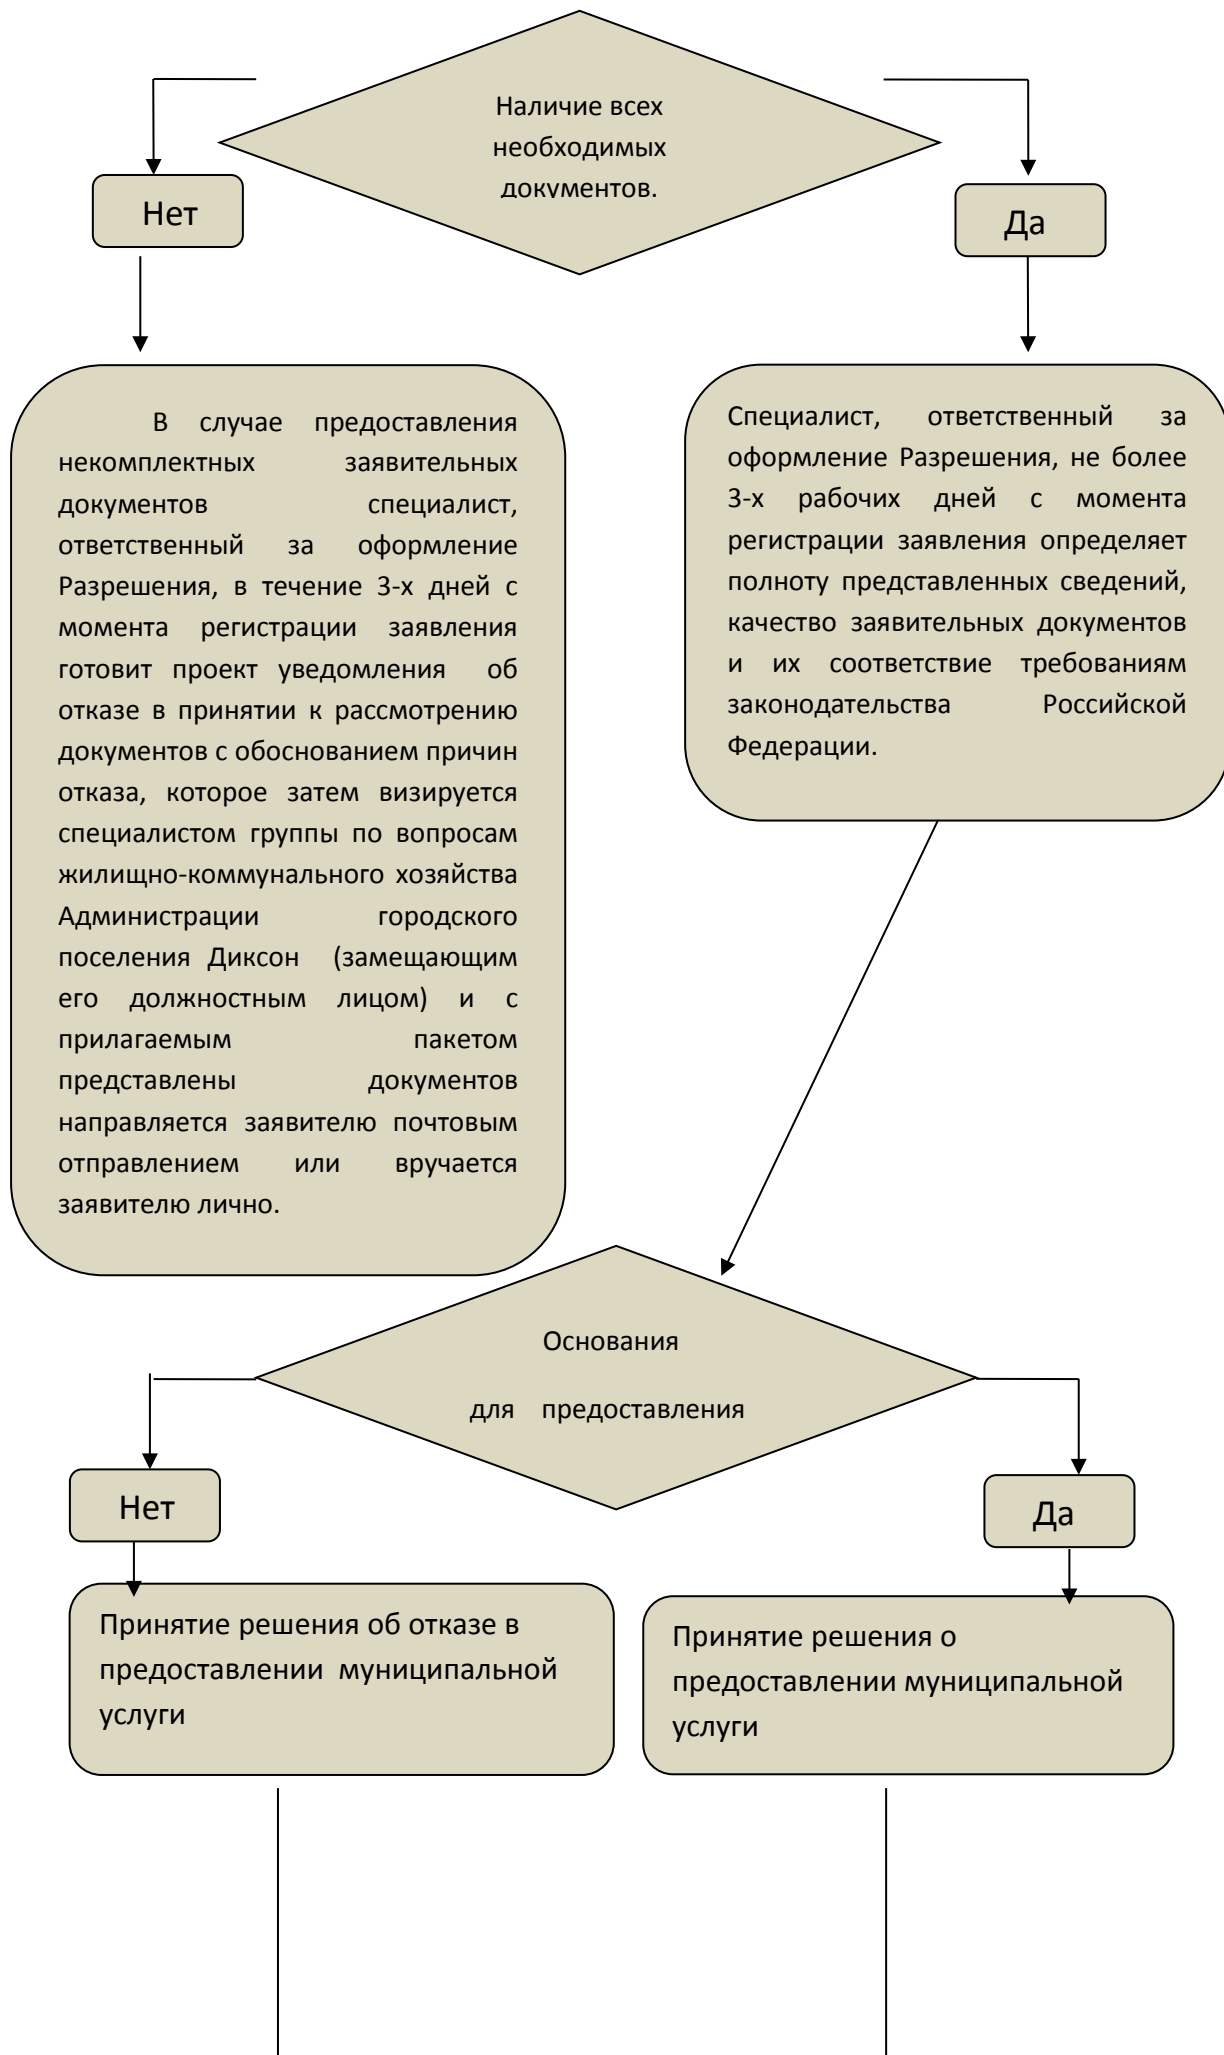 Наличие всех
необходимых
документов.
Нет
Да
В случае предоставления
некомплектных заявительных
документов специалист,
ответственный за оформление
Разрешения, в течение 3-х дней с
момента регистрации заявления
готовит проект уведомления об
отказе в принятии к рассмотрению
документов с обоснованием причин
отказа, которое затем визируется
специалистом группы по вопросам
жилищно-коммунального хозяйства
Администрации городского
поселения Диксон (замещающим
его должностным лицом) и с
прилагаемым пакетом
представлены документов
направляется заявителю почтовым
отправлением или вручается
заявителю лично.
Специалист, ответственный за
оформление Разрешения, не более
3-х рабочих дней с момента
регистрации заявления определяет
полноту представленных сведений,
качество заявительных документов
и их соответствие требованиям
законодательства Российской
Федерации.
Основания
для предоставления
Нет
Да
Принятие решения об отказе в
предоставлении муниципальной
услуги
Принятие решения о
предоставлении муниципальной
услуги